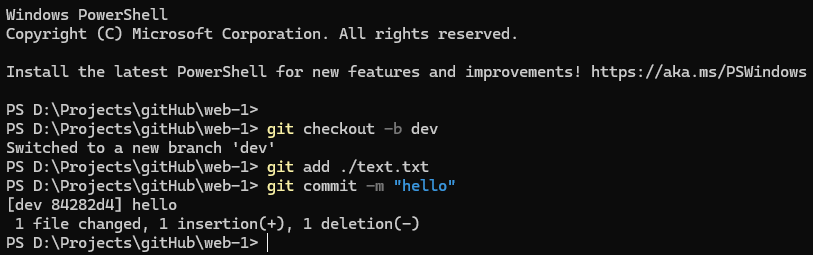 Windows PowerShell
Copyright (C) Microsoft Corporation. All rights reserved.
Install the latest PowerShell for new features and improvements! https://aka.ms/PSWindows
PS D:\Projects\gitHub\web-1>
PS D:\Projects\gitHub\web-1> git checkout -b dev
Switched to a new branch 'dev'
PS D:\Projects\gitHub\web-1> git add ./text.txt
PS D:\Projects\gitHub\web-1> git commit -m "hello"
[dev 84282d4] hello
 1 file changed, 1 insertion(+), 1 deletion(-)
PS D:\Projects\gitHub\web-1>